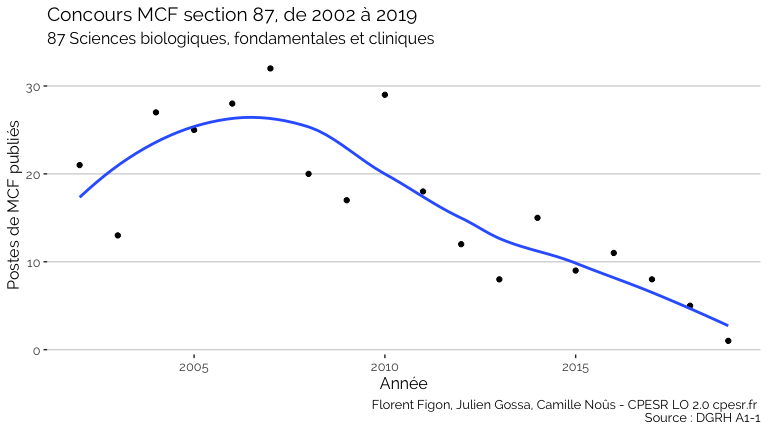 Concours MCF section 87, de 2002 à 2019
87 Sciences biologiques, fondamentales et cliniques
Postes de MCF publiés
30
20
10
0
2005 2010 2015
Année
Florent Figon, Julien Gossa, Camille Noûs - CPESR LO 2.0 cpesr.fr
Source : DGRH A1-1